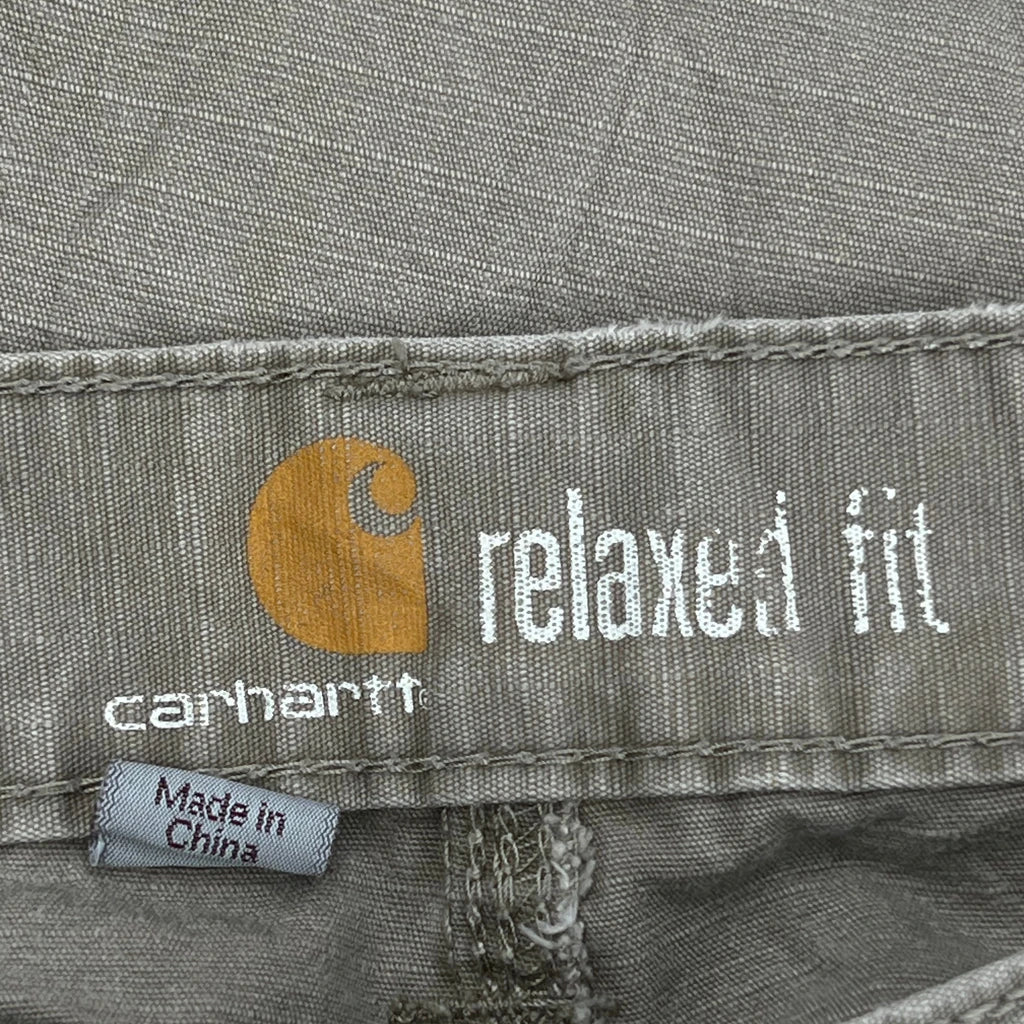 relaxed fit
carhartt
Made in
China